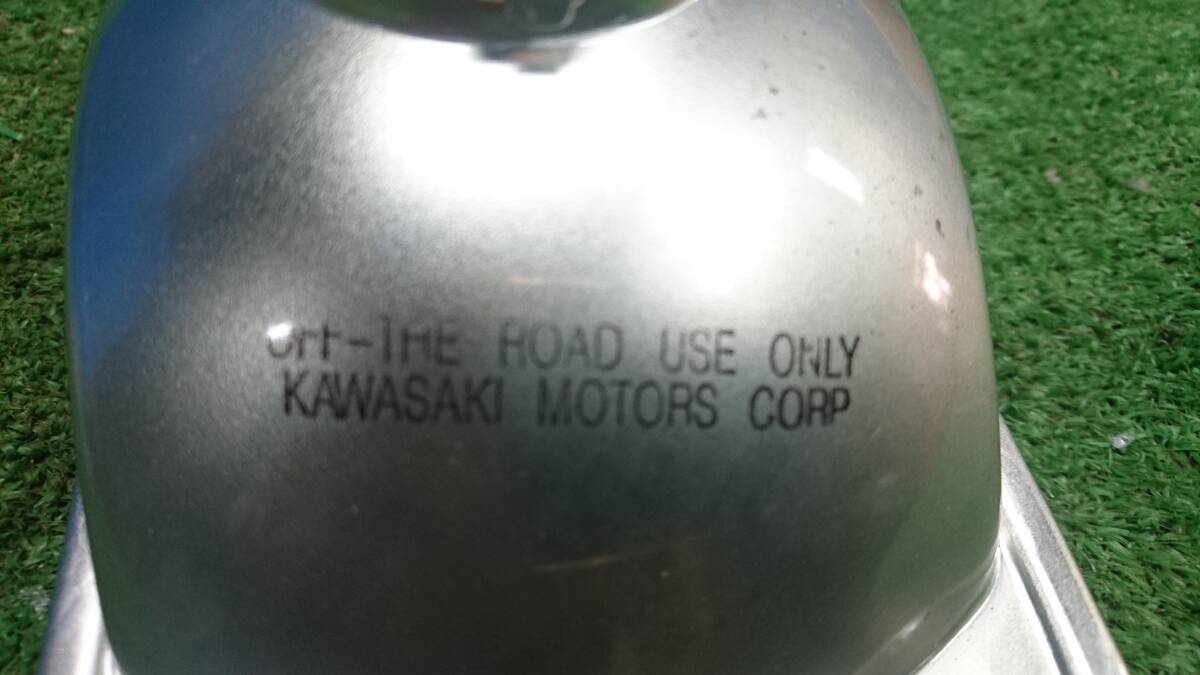 OFF-THE ROAD USE ONLY
KAWASAKI MOTORS CORP